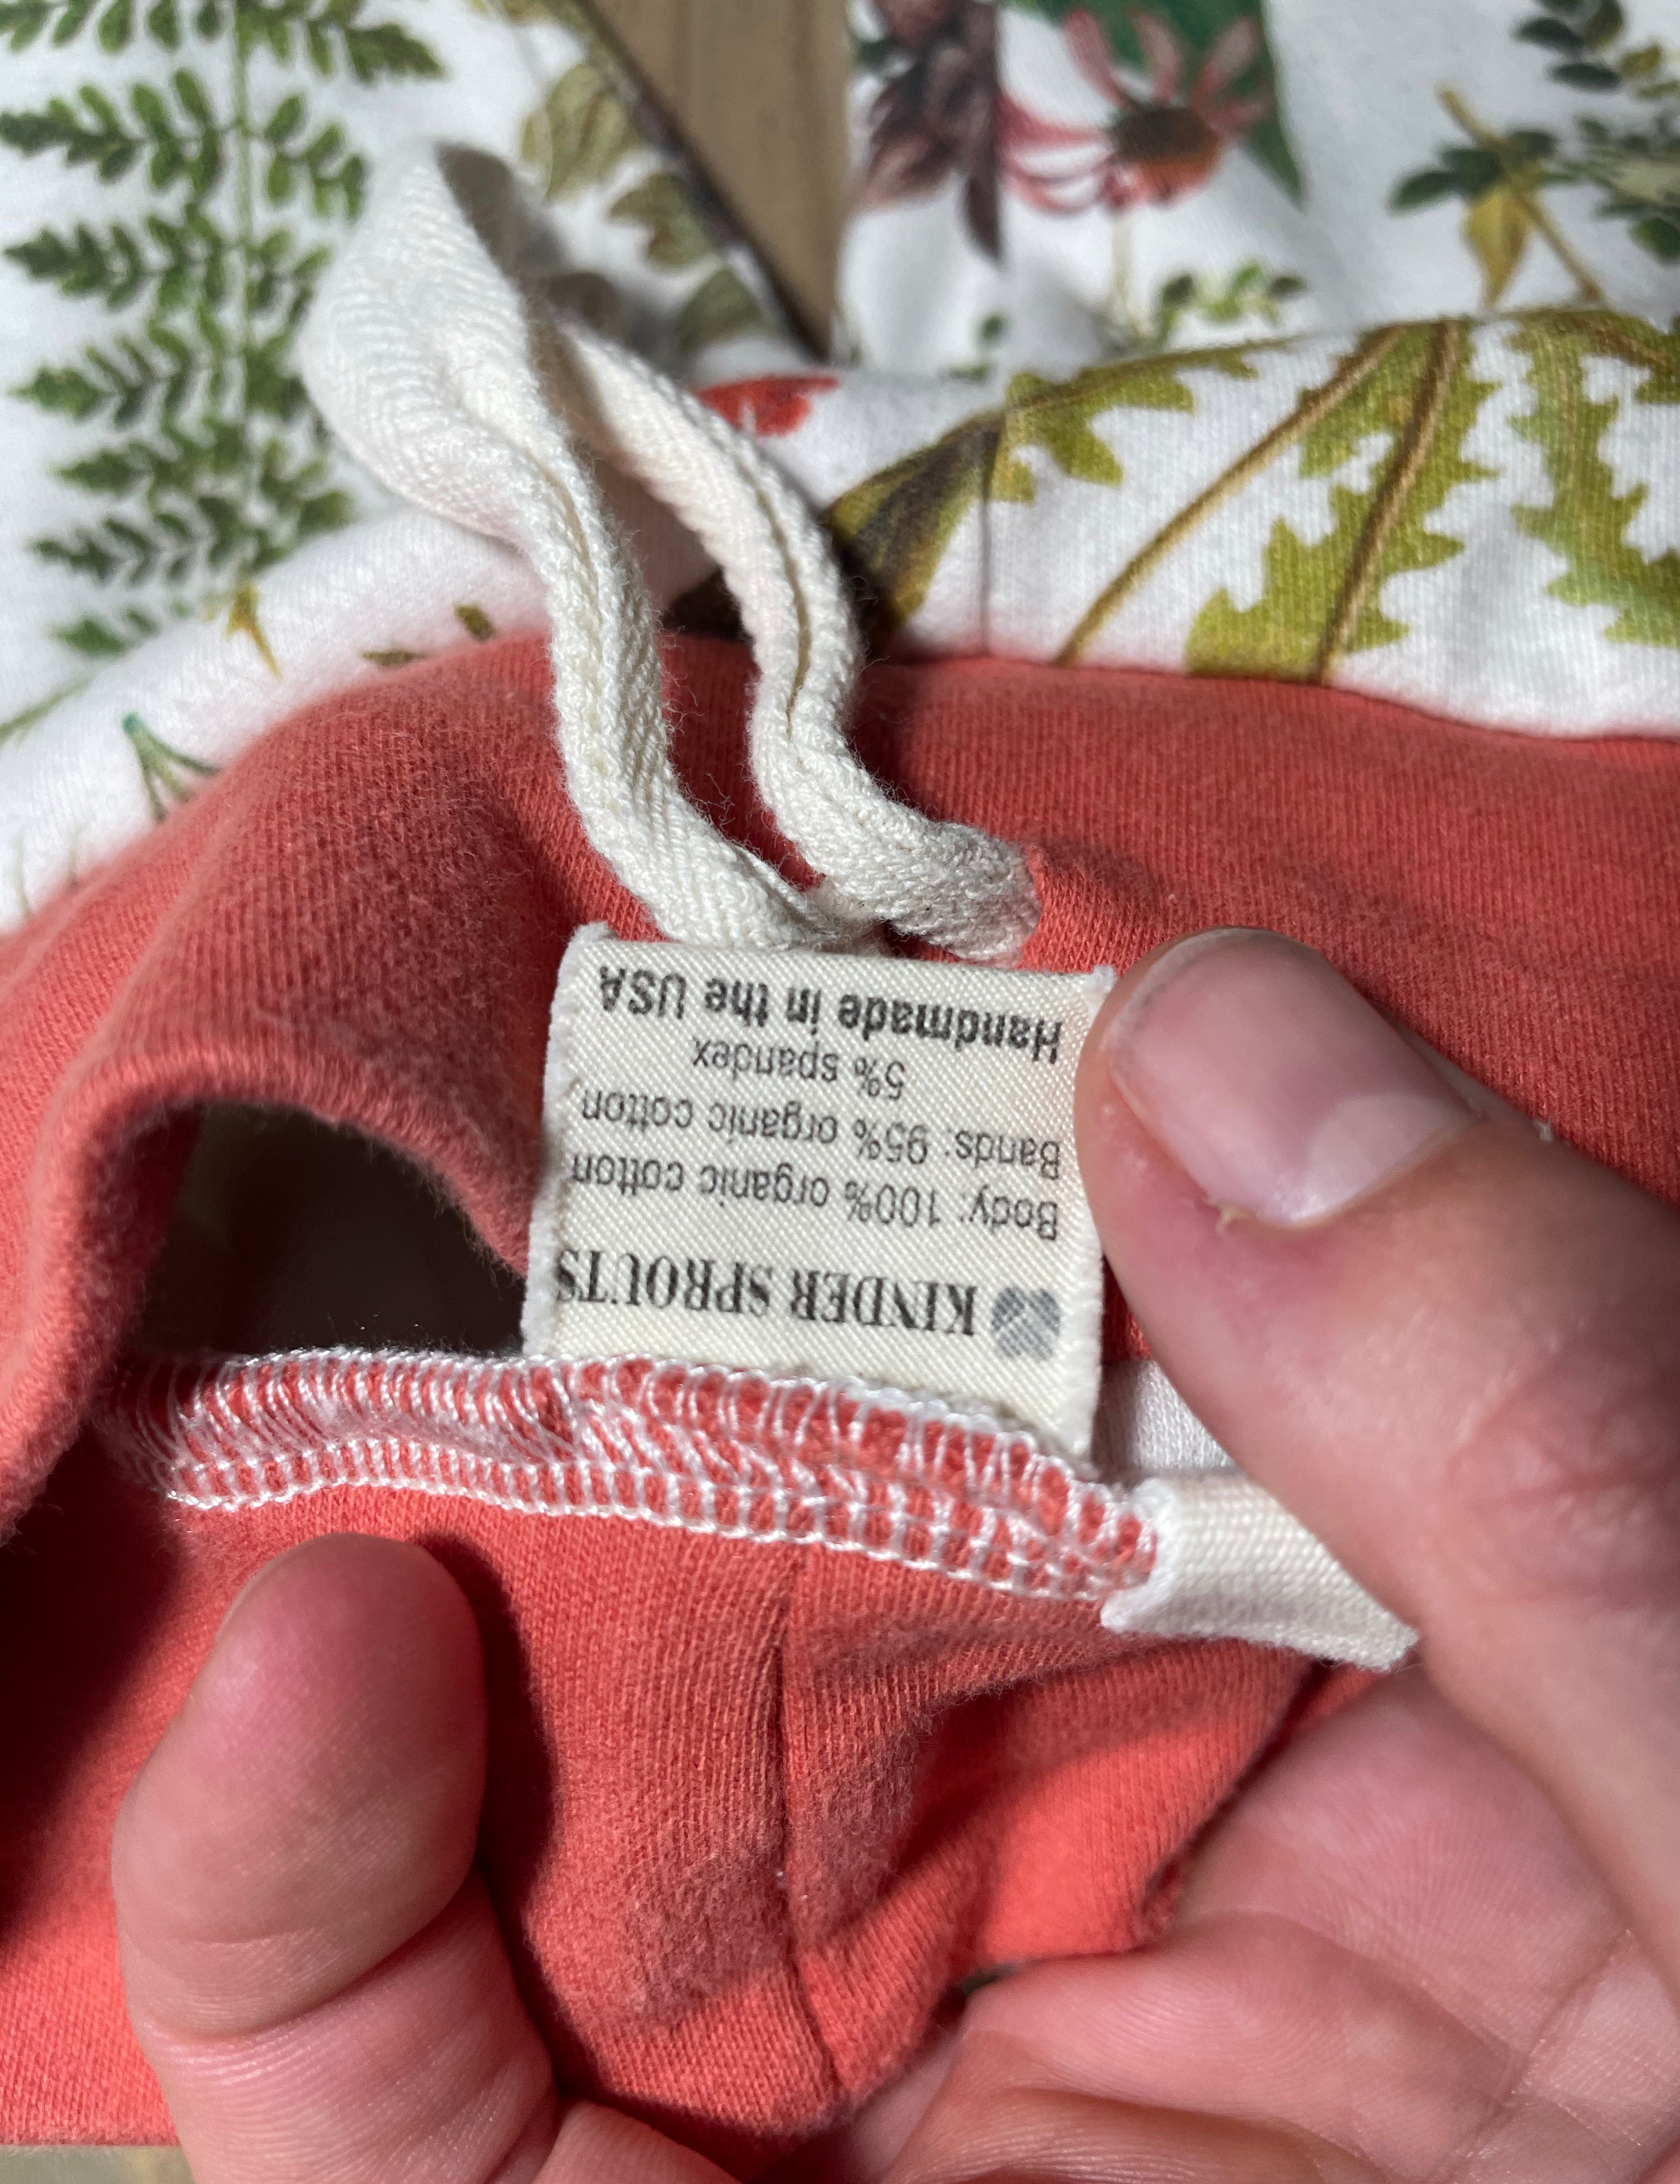 KINDER SPROUTS
Body: 100% organic cotton
Bands: 95% organic cotton
5% spandex
Handmade in the USA